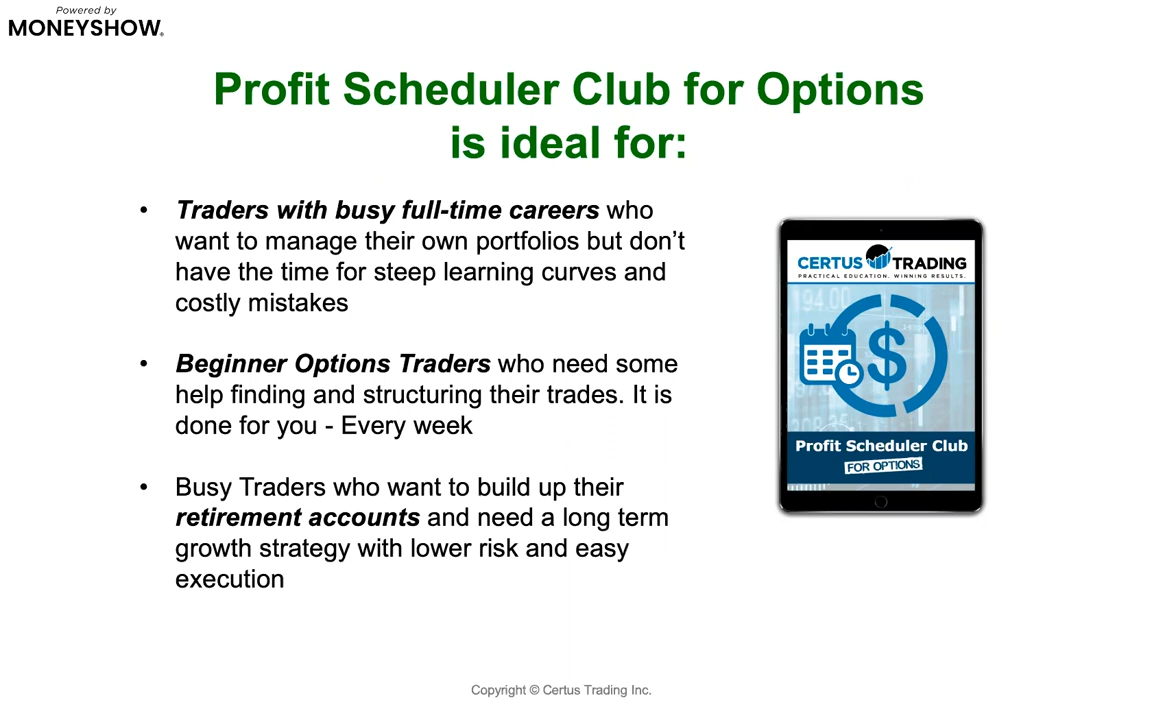 Powered by
MONEYSHOW.
Profit Scheduler Club for Options
is ideal for:
• Traders with busy full-time careers who
want to manage their own portfolios but don’t
have the time for steep learning curves and
costly mistakes
• Beginner Options Traders who need some
help finding and structuring their trades. It is
done for you - Every week
• Busy Traders who want to build up their
retirement accounts and need a long term
growth strategy with lower risk and easy
execution
CERTUS TRADING
PRACTICAL EDUCATION. WINNING RESULTS.
194.00
$
Profit Scheduler Club
FOR OPTIONS
Copyright © Certus Trading Inc.